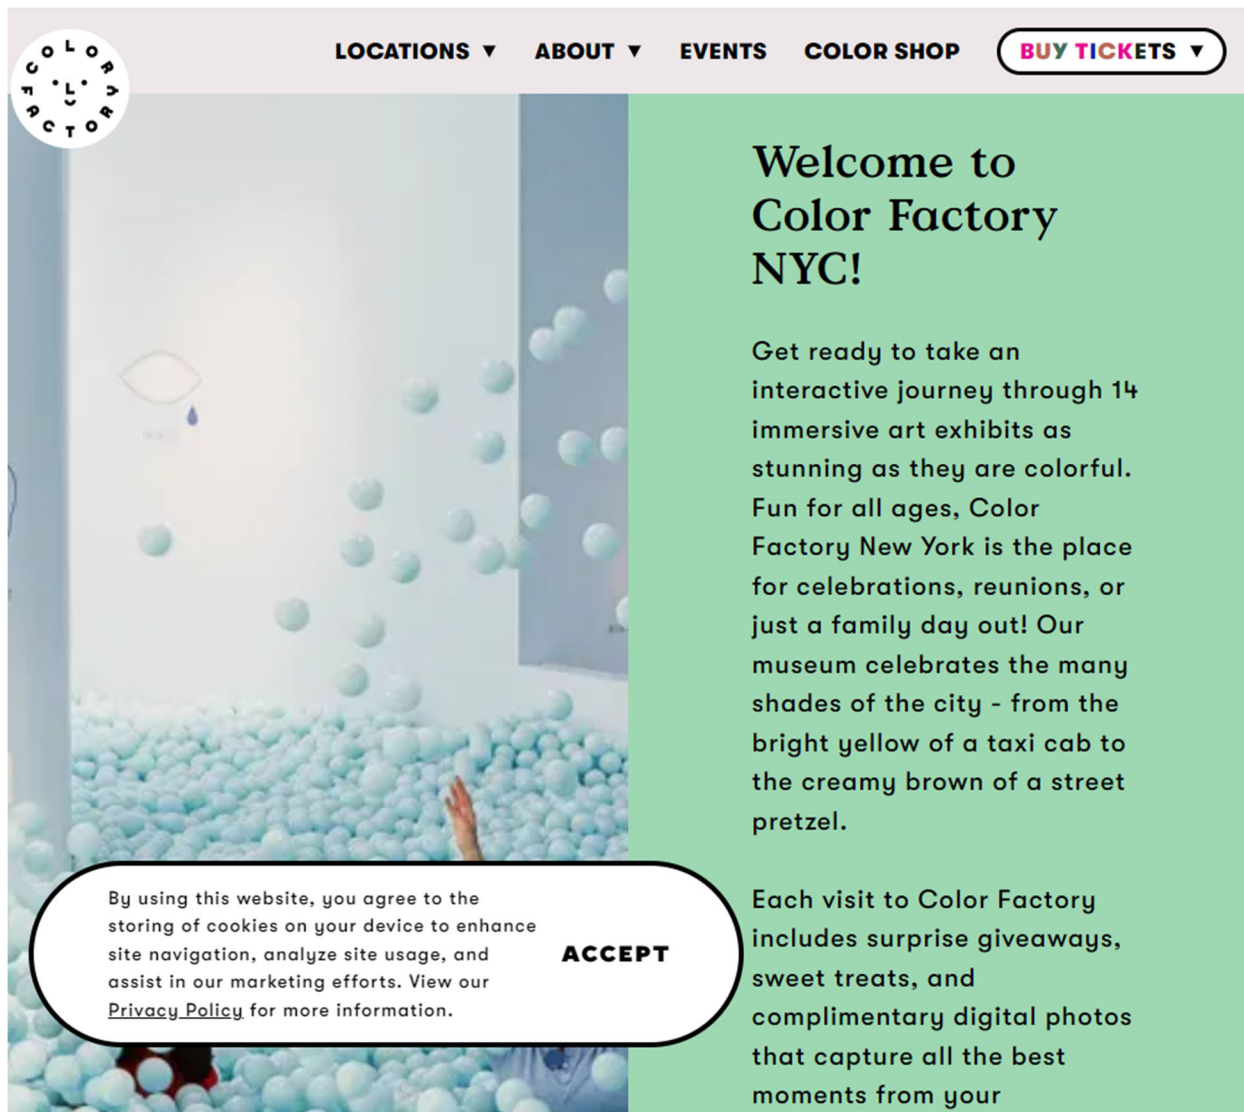 COLOR FACTORY
LOCATIONS ▼
ABOUT ▼
EVENTS
COLOR SHOP
BUY TICKETS ▼
Welcome to
Color Factory
NYC!
Get ready to take an
interactive journey through 14
immersive art exhibits as
stunning as they are colorful.
Fun for all ages, Color
Factory New York is the place
for celebrations, reunions, or
just a family day out! Our
museum celebrates the many
shades of the city - from the
bright yellow of a taxi cab to
the creamy brown of a street
pretzel.
Each visit to Color Factory
includes surprise giveaways,
sweet treats, and
complimentary digital photos
that capture all the best
moments from your
By using this website, you agree to the
storing of cookies on your device to enhance
site navigation, analyze site usage, and
assist in our marketing efforts. View our
Privacy Policy for more information.
ACCEPT